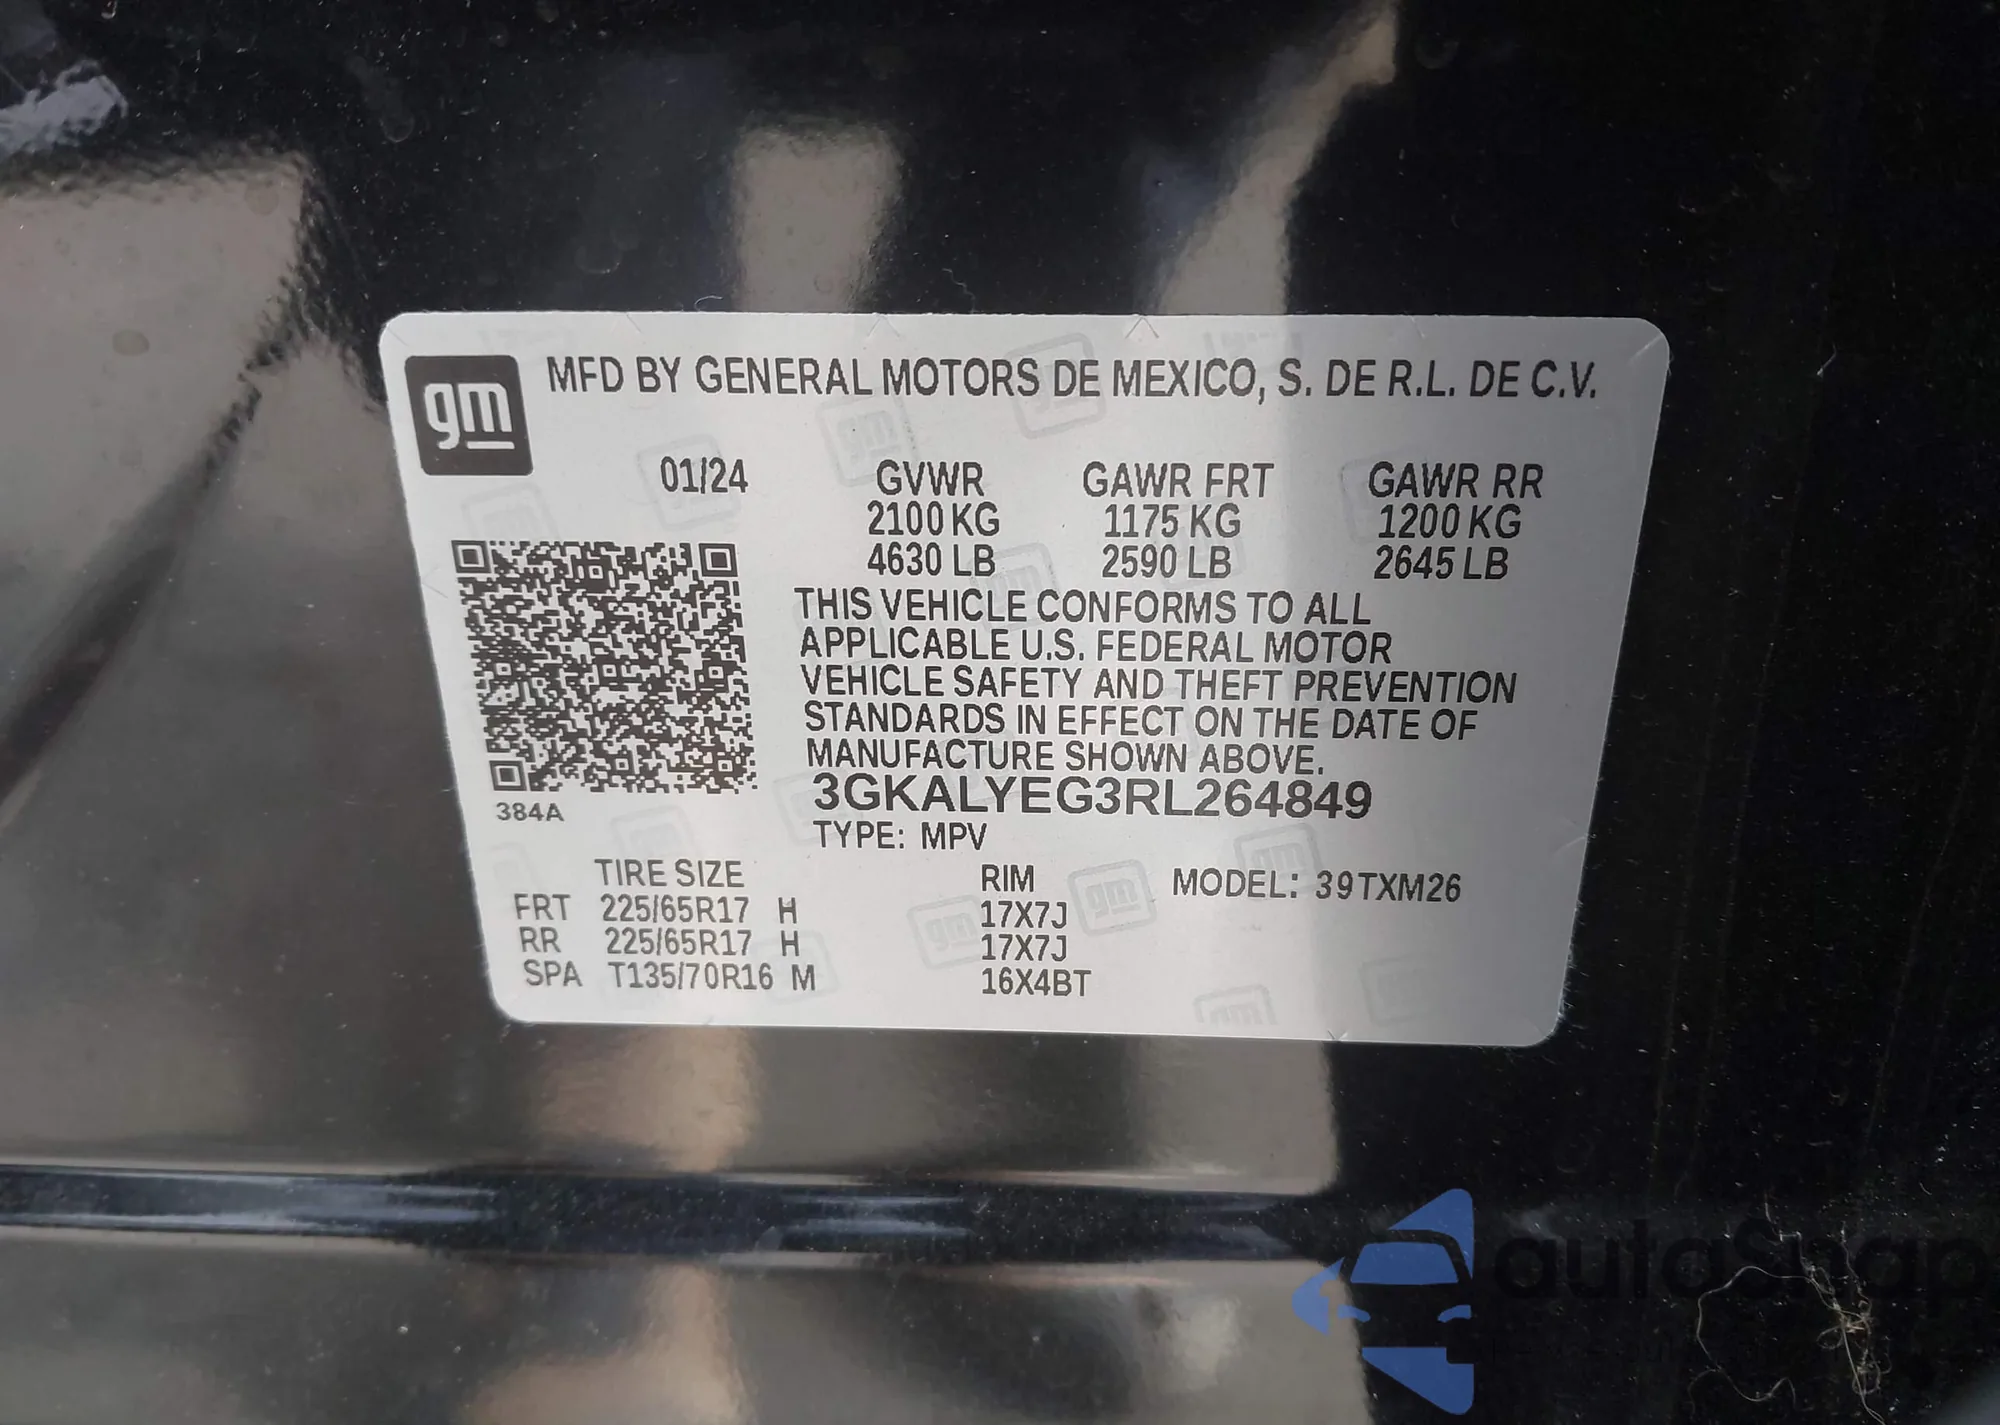 gm MFD BY GENERAL MOTORS DE MEXICO, S. DE R.L. DE C.V.
01/24 GVWR GAWR FRT GAWR RR
2100 KG 1175 KG 1200 KG
4630 LB 2590 LB 2645 LB
THIS VEHICLE CONFORMS TO ALL
APPLICABLE U.S. FEDERAL MOTOR
VEHICLE SAFETY AND THEFT PREVENTION
STANDARDS IN EFFECT ON THE DATE OF
MANUFACTURE SHOWN ABOVE.
3GKALYEG3RL264849
384A
TYPE: MPV
TIRE SIZE RIM MODEL: 39TXM26
FRT 225/65R17 H 17X7J
RR 225/65R17 H 17X7J
SPA T135/70R16 M 16X4BT
autoSnap